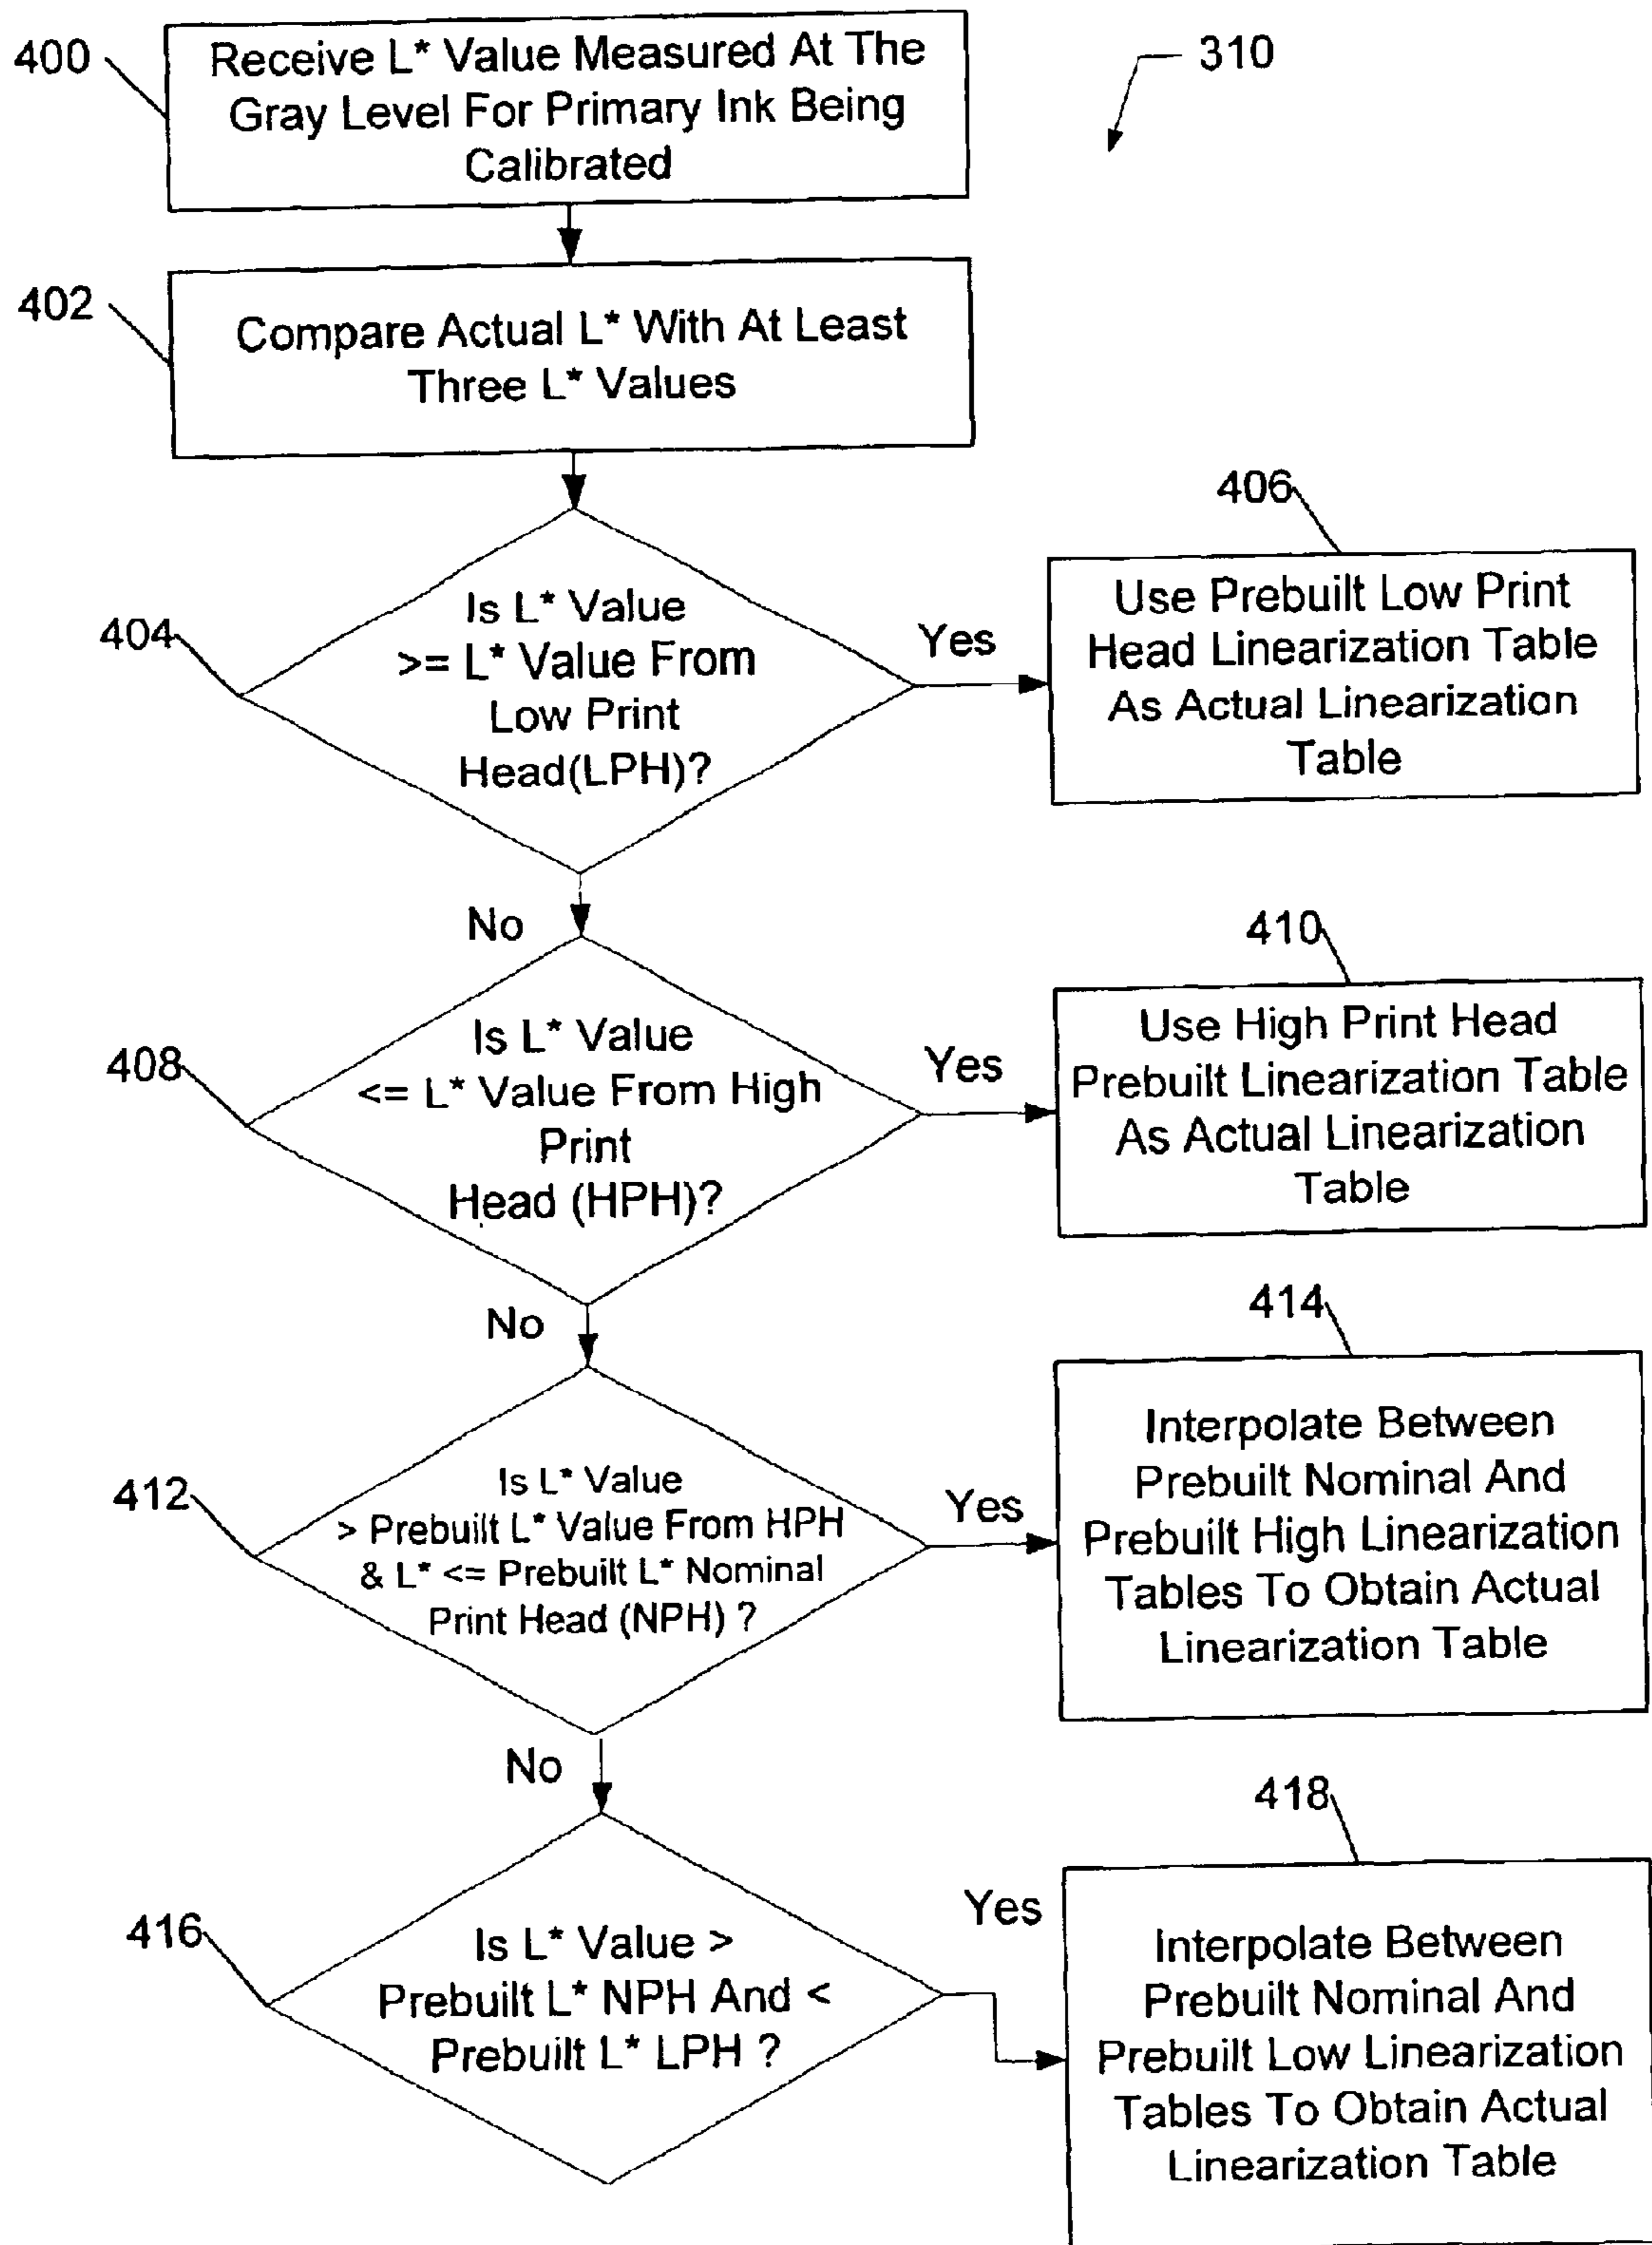 400
Receive L* Value Measured At The
Gray Level For Primary Ink Being
Calibrated
310
402
Compare Actual L* With At Least
Three L* Values
404
Is L* Value
>= L* Value From
Low Print
Head(LPH)?
Yes
406
Use Prebuilt Low Print
Head Linearization Table
As Actual Linearization
Table
No
408
Is L* Value
<= L* Value From High
Print
Head (HPH)?
Yes
410
Use High Print Head
Prebuilt Linearization Table
As Actual Linearization
Table
No
412
Is L* Value
> Prebuilt L* Value From HPH
& L* <= Prebuilt L* Nominal
Print Head (NPH) ?
Yes
414
Interpolate Between
Prebuilt Nominal And
Prebuilt High Linearization
Tables To Obtain Actual
Linearization Table
No
416
Is L* Value >
Prebuilt L* NPH And <
Prebuilt L* LPH ?
Yes
418
Interpolate Between
Prebuilt Nominal And
Prebuilt Low Linearization
Tables To Obtain Actual
Linearization Table